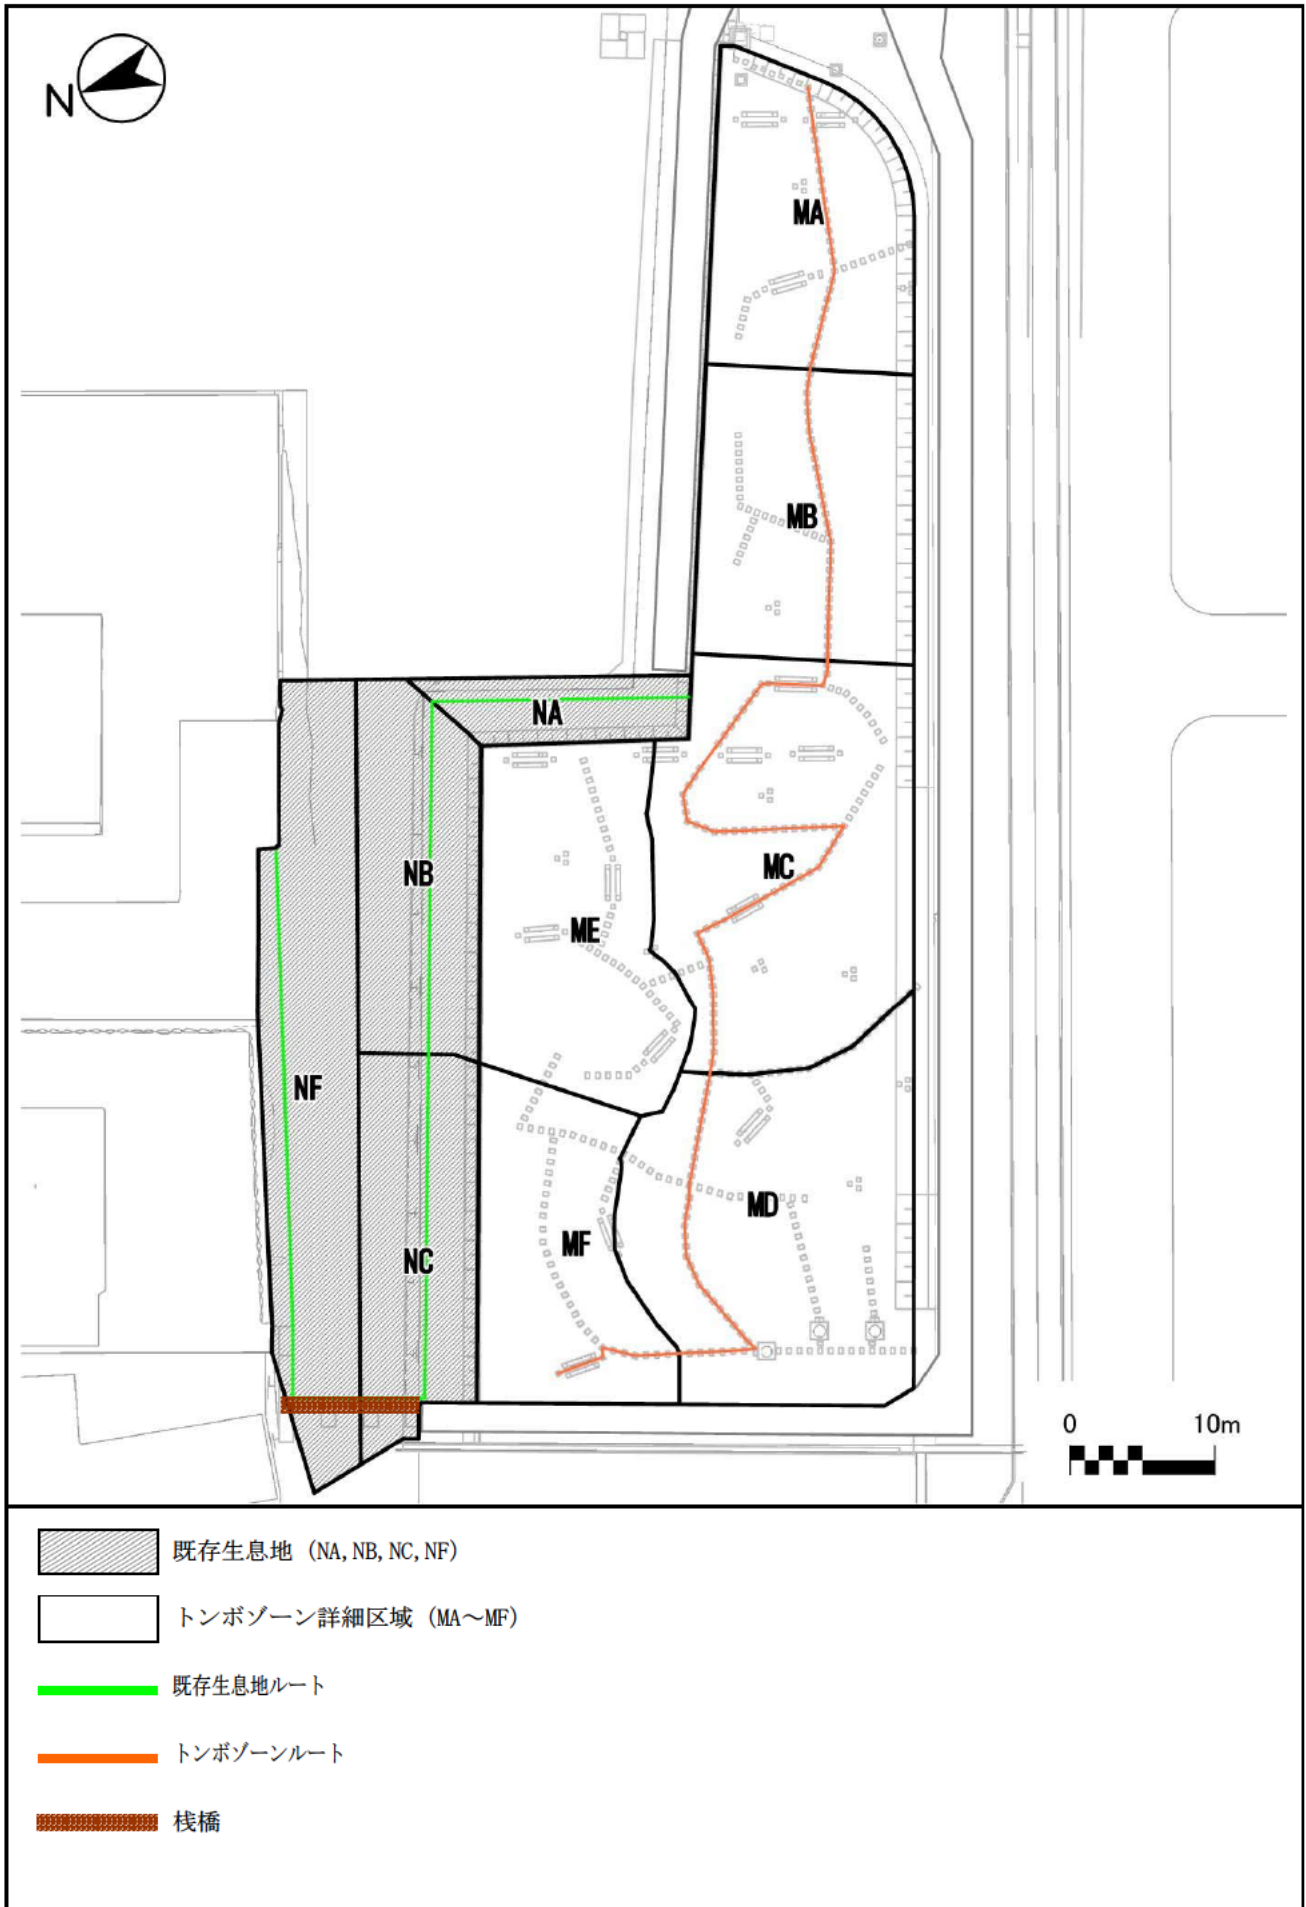 N
MA
MB
NA
MC
NB
ME
NF
MD
MF
NC
0 10m
既存生息地（NA,NB,NC,NF）
トンボゾーン詳細区域（MA～MF）
既存生息地ルート
トンボゾーンルート
桟橋